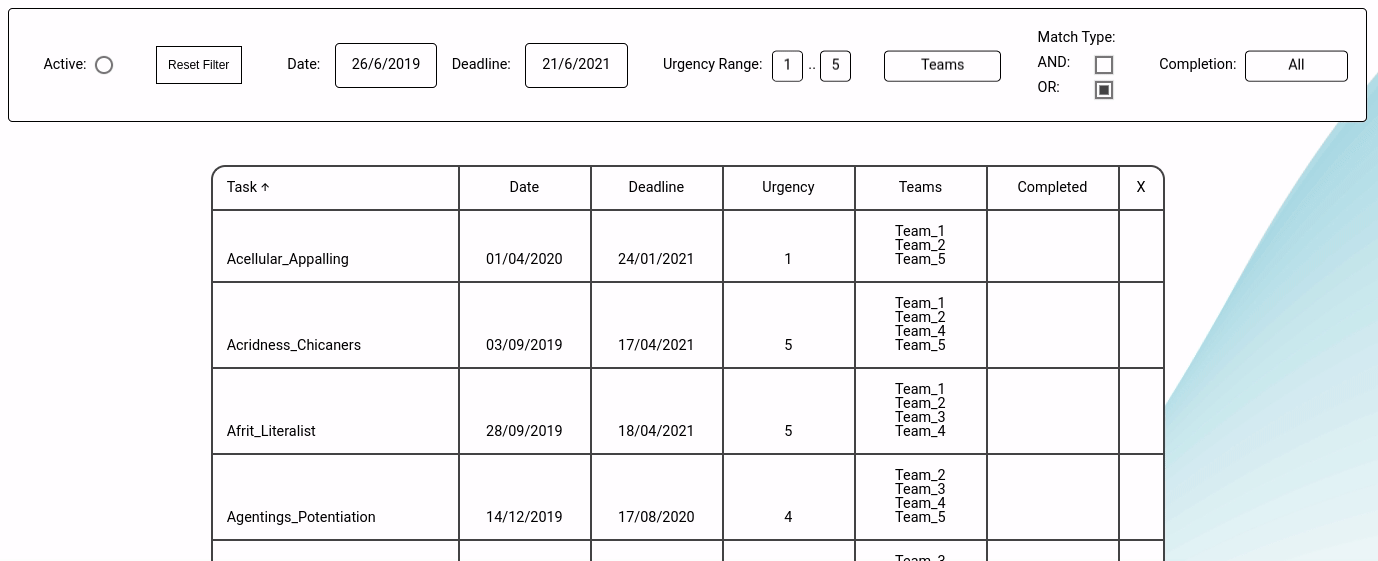 Active:
Reset Filter
Date: 26/6/2019
Deadline: 21/6/2021
Urgency Range: 1 .. 5
Teams
Match Type:
AND:
OR:
Completion: All
Task ↑ Date Deadline Urgency Teams Completed X
Team_1
Team_2
Acellular_Appalling 01/04/2020 24/01/2021 1 Team_5
Team_1
Team_2
Team_4
Acridness_Chicaners 03/09/2019 17/04/2021 5 Team_5
Team_1
Team_2
Team_3
Afrit_Literalist 28/09/2019 18/04/2021 5 Team_4
Team_2
Team_3
Team_4
Agentings_Potentiation 14/12/2019 17/08/2020 4 Team_5
Team_3